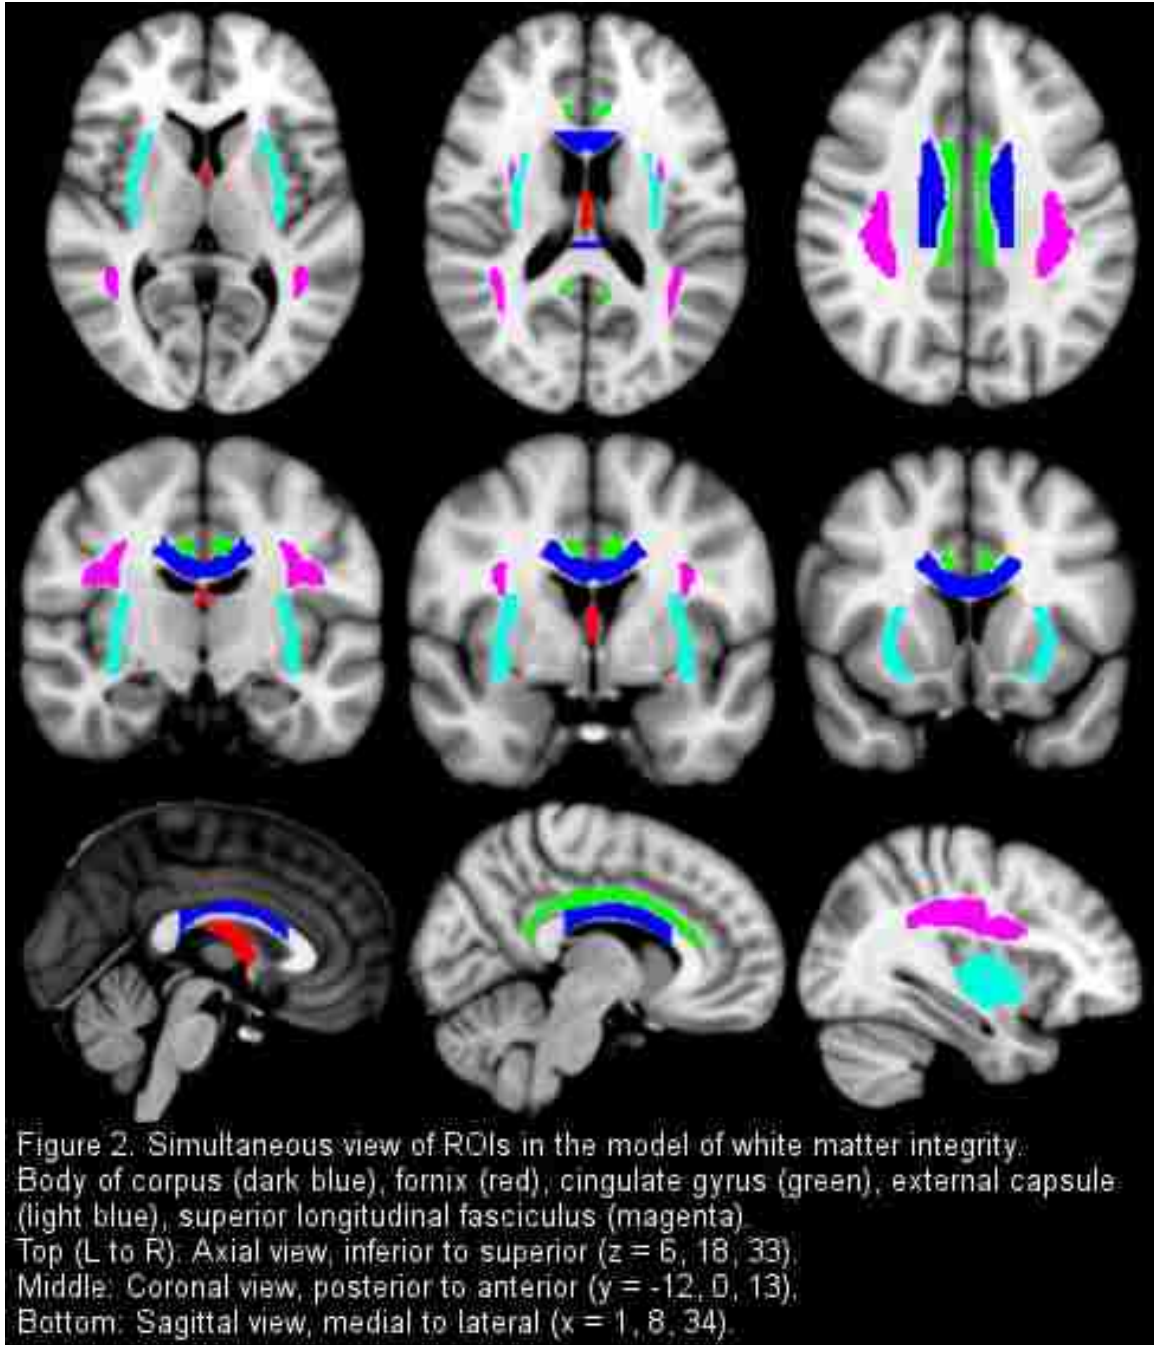 Figure 2. Simultaneous view of ROIs in the model of white matter integrity.
Body of corpus (dark blue), fornix (red), cingulate gyrus (green), external capsule
(light blue), superior longitudinal fasciculus (magenta)
Top (L to R): Axial view, inferior to superior (z = 6, 18, 33).
Middle: Coronal view, posterior to anterior (y = -12, 0, 13).
Bottom: Sagittal view, medial to lateral (x = 1, 8, 34).